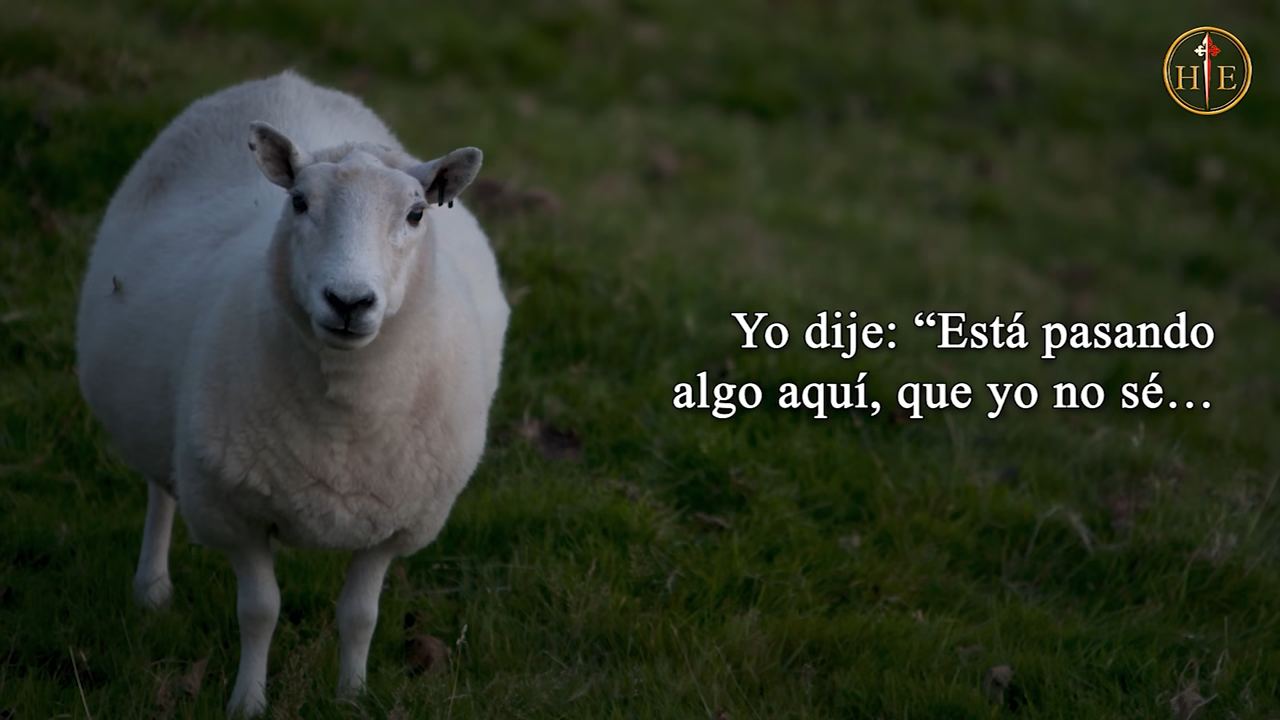 H E
Yo dije: “Está pasando
algo aquí, que yo no sé…